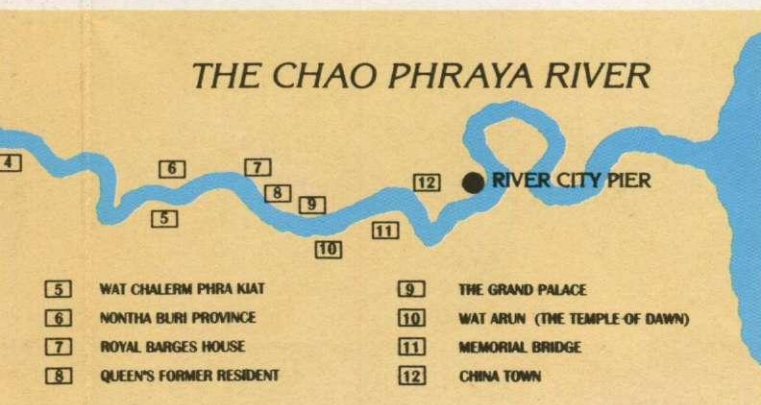 THE CHAO PHRAYA RIVER
4
6
7
5
8
9
12
RIVER CITY PIER
11
10
5 WAT CHALERM PHRA KIAT
6 NONTHA BURI PROVINCE
7 ROYAL BARGES HOUSE
8 QUEEN'S FORMER RESIDENT
9 THE GRAND PALACE
10 WAT ARUN (THE TEMPLE OF DAWN)
11 MEMORIAL BRIDGE
12 CHINA TOWN